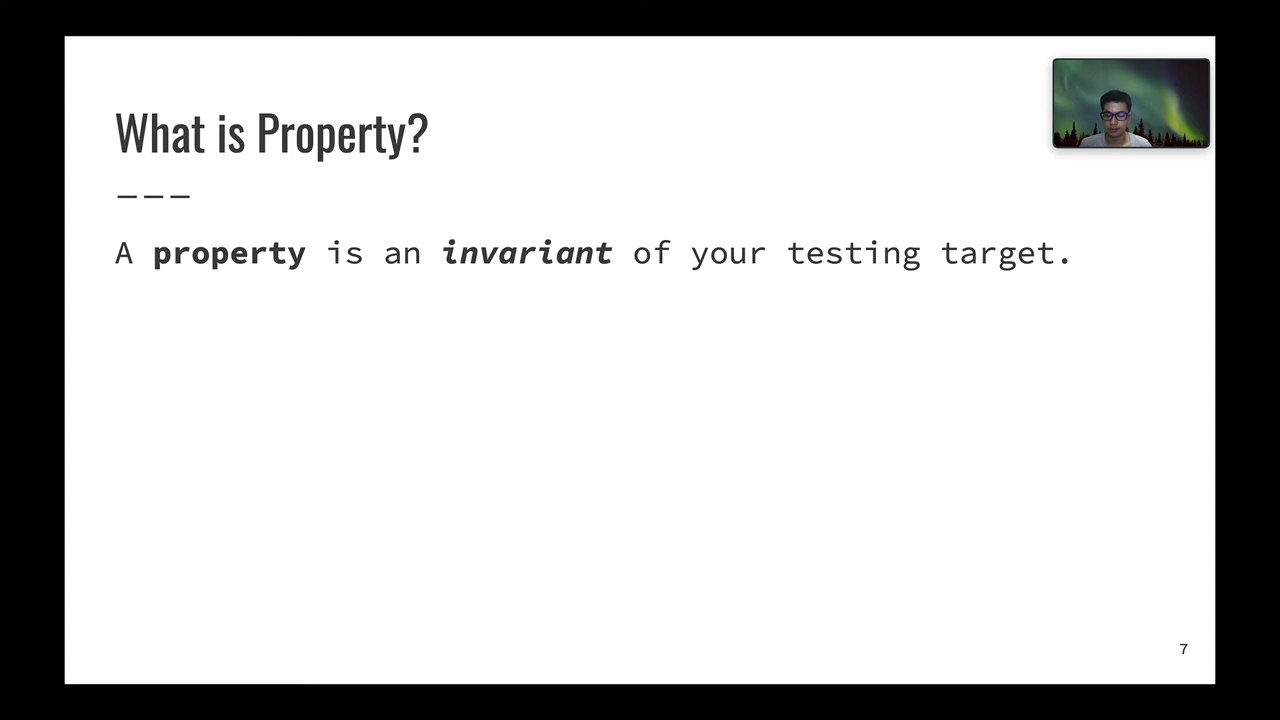 What is Property?
———
A property is an invariant of your testing target.
7